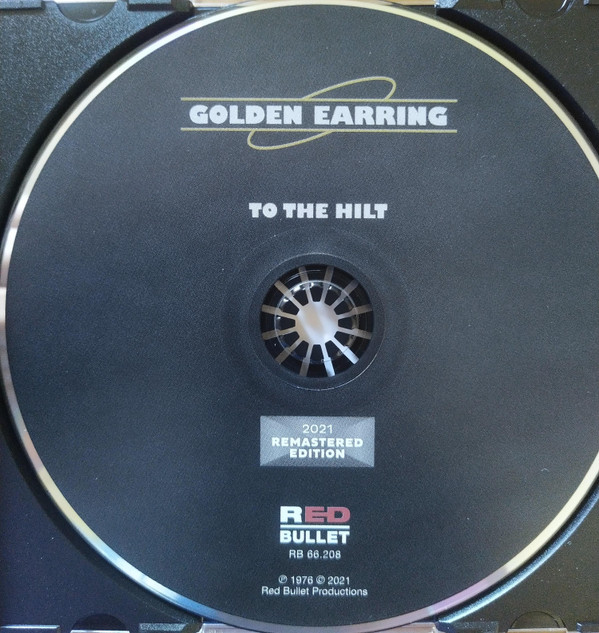 GOLDEN EARRING
TO THE HILT
2021
REMASTERED
EDITION
RED
BULLET
RB 66.208
℗ 1976 © 2021
Red Bullet Productions